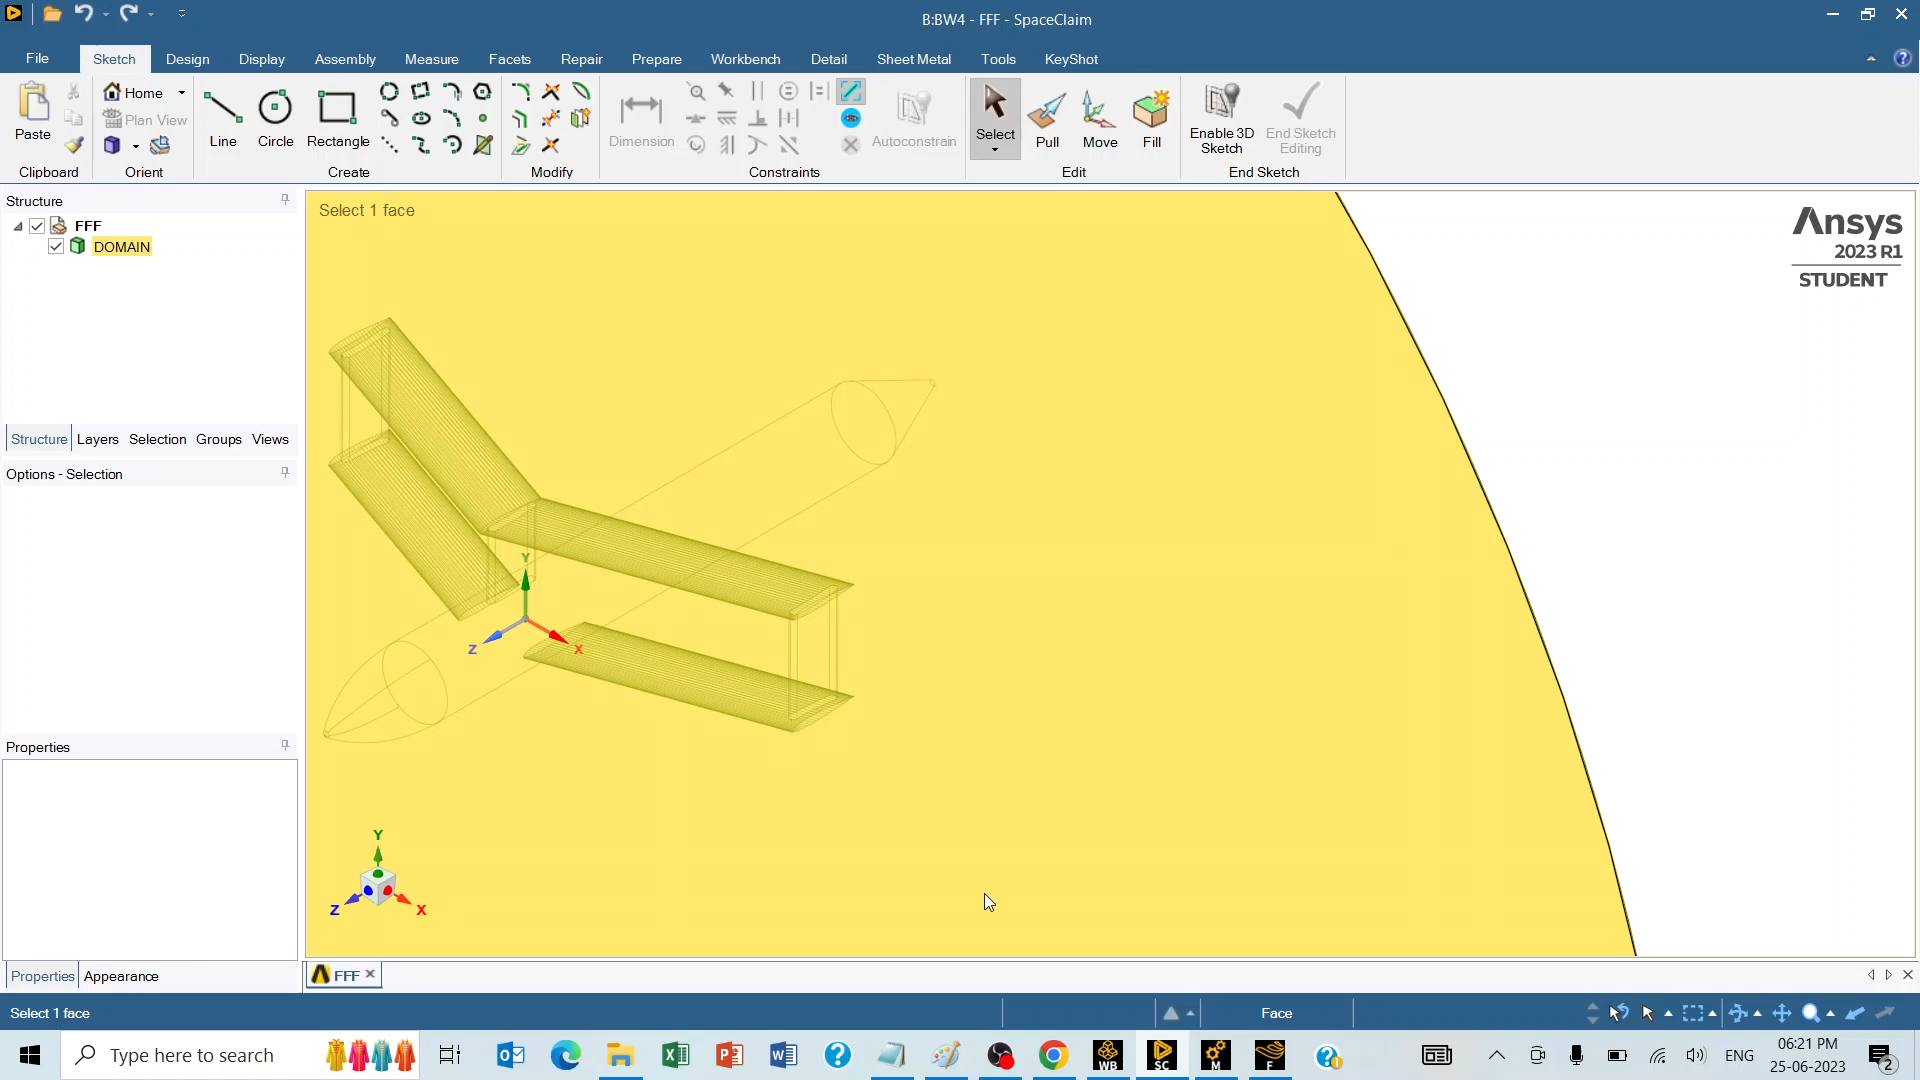 B:BW4 - FFF - SpaceClaim
File Sketch Design Display Assembly Measure Facets Repair Prepare Workbench Detail Sheet Metal Tools KeyShot
Paste
Clipboard
Home
Plan View
Orient
Line
Circle
Rectangle
Create
Modify
Dimension
Autoconstrain
Constraints
Select
Pull
Move
Fill
Edit
Enable 3D
Sketch
End Sketch
Editing
End Sketch
Structure
FFF
DOMAIN
Structure Layers Selection Groups Views
Options - Selection
Properties
Properties Appearance
Select 1 face
Ansys
2023 R1
STUDENT
Y
Z
X
Y
Z
X
FFF
Select 1 face
Face
Type here to search
WB
SC
M
F
ENG
06:21 PM
25-06-2023
2